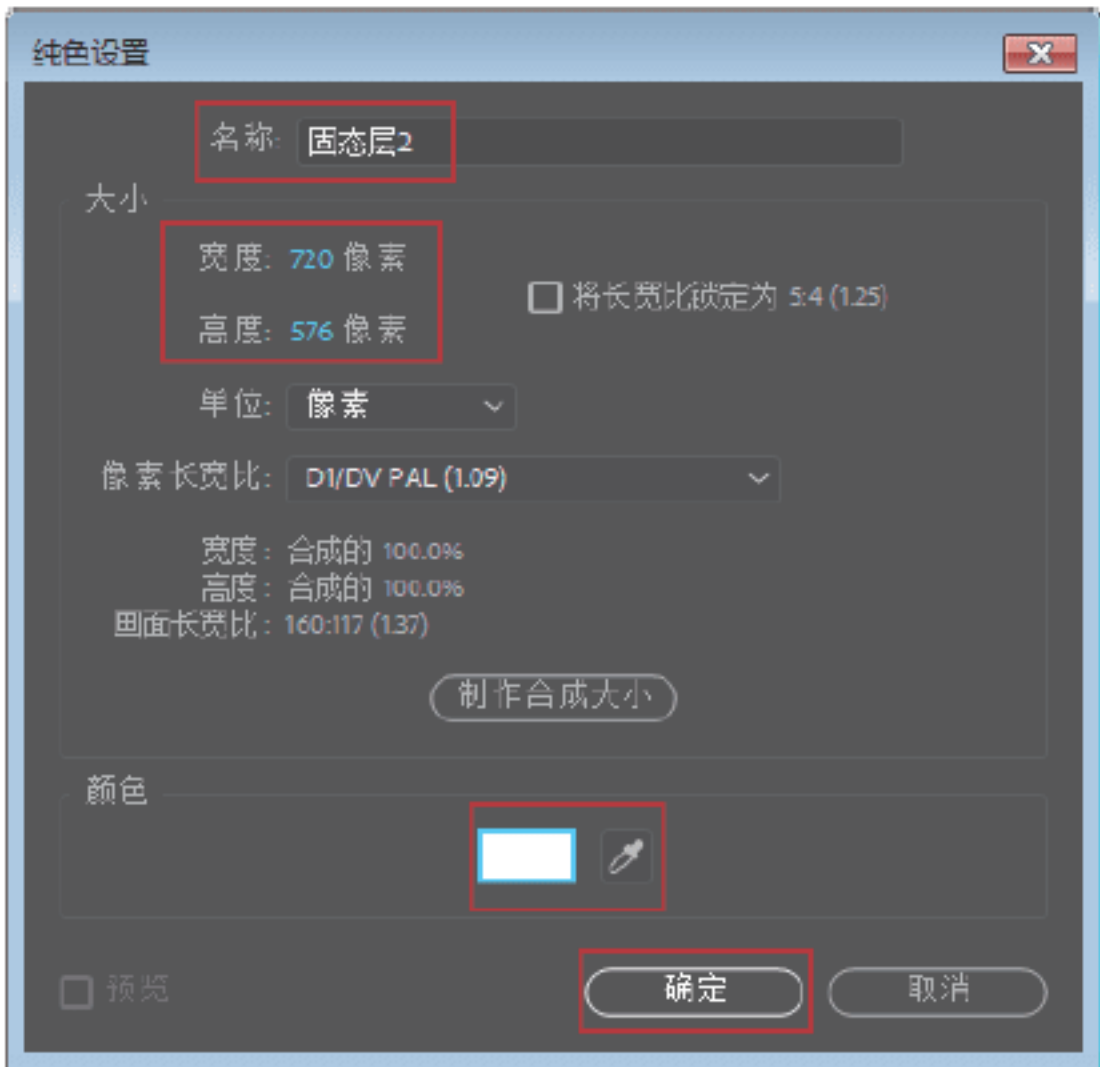 纯色设置
名称: 固态层2
大小
宽度: 720 像素
将长宽比锁定为 5:4 (1.25)
高度: 576 像素
单位: 像素
像素长宽比: D1/DV PAL (1.09)
宽度: 合成的 100.0%
高度: 合成的 100.0%
画面长宽比: 160:117 (1.37)
制作合成大小
颜色
预览
确定
取消